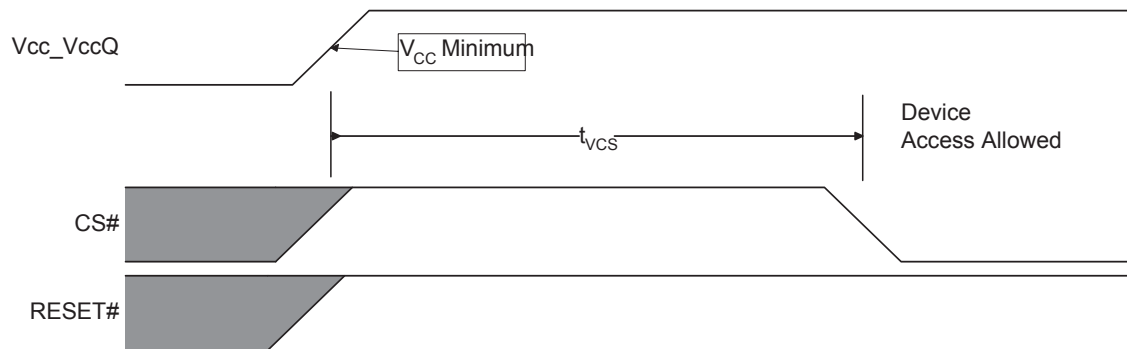 Vcc_VccQ
VCC Minimum
tVCS
Device
Access Allowed
CS#
RESET#